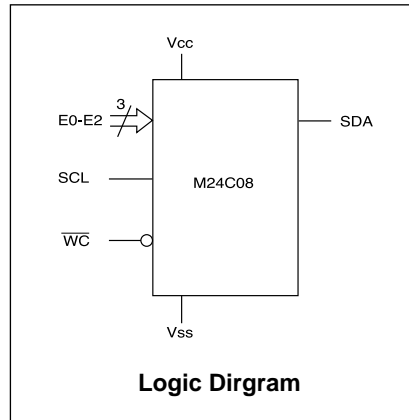 Vcc
3
E0-E2
SDA
SCL
M24C08
WC
Vss
Logic Dirgram